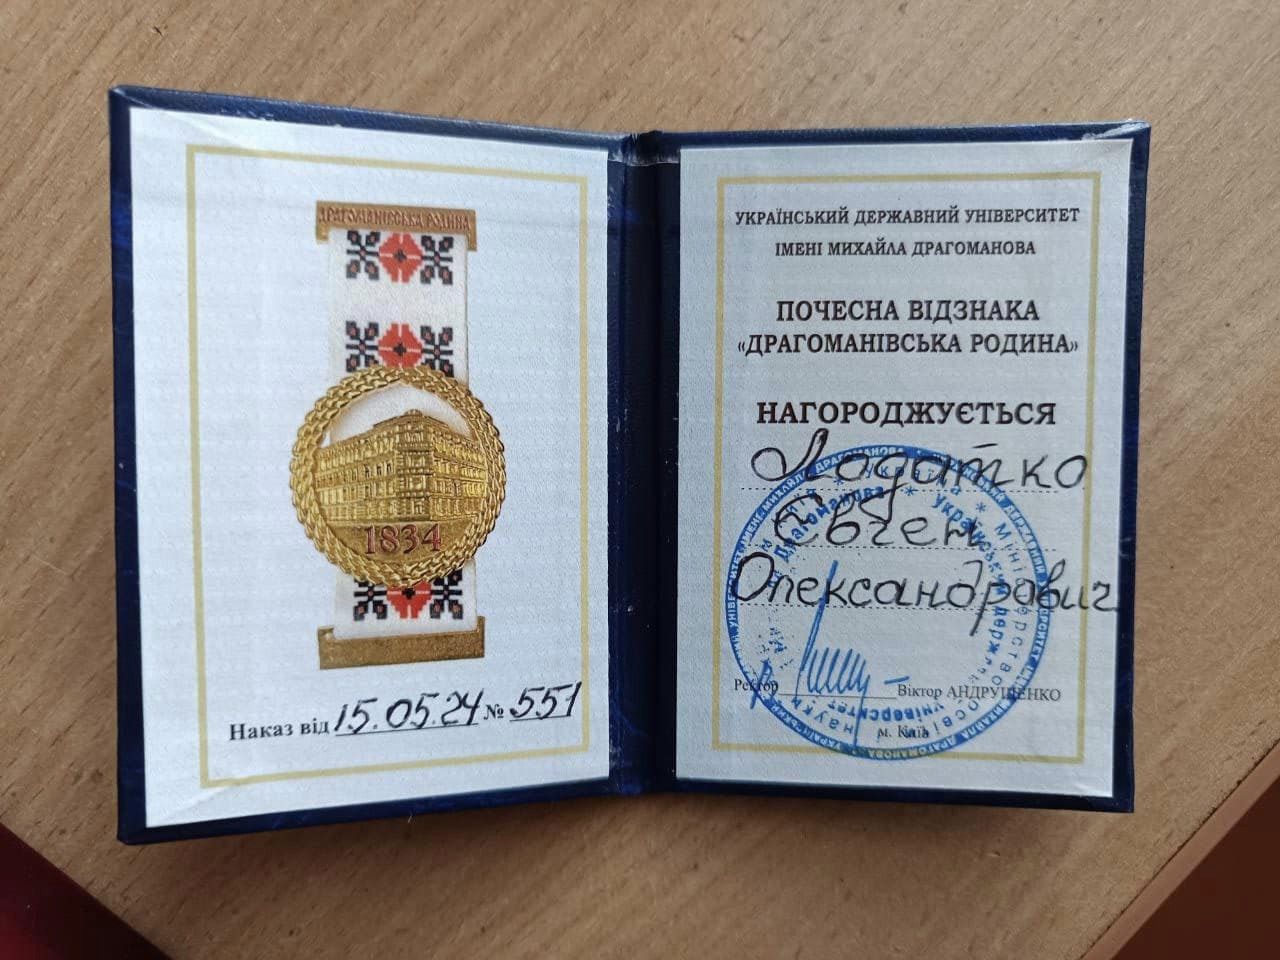 ДРАГОМАНІВСЬКА РОДИНА
1834
Наказ від 15.05.24 № 551
УКРАЇНСЬКИЙ ДЕРЖАВНИЙ УНІВЕРСИТЕТ
ІМЕНІ МИХАЙЛА ДРАГОМАНОВА
ПОЧЕСНА ВІДЗНАКА
«ДРАГОМАНІВСЬКА РОДИНА»
НАГОРОДЖУЄТЬСЯ
Лодатко
Євген
Олександрович
Ректор Віктор АНДРУЩЕНКО
м. Київ